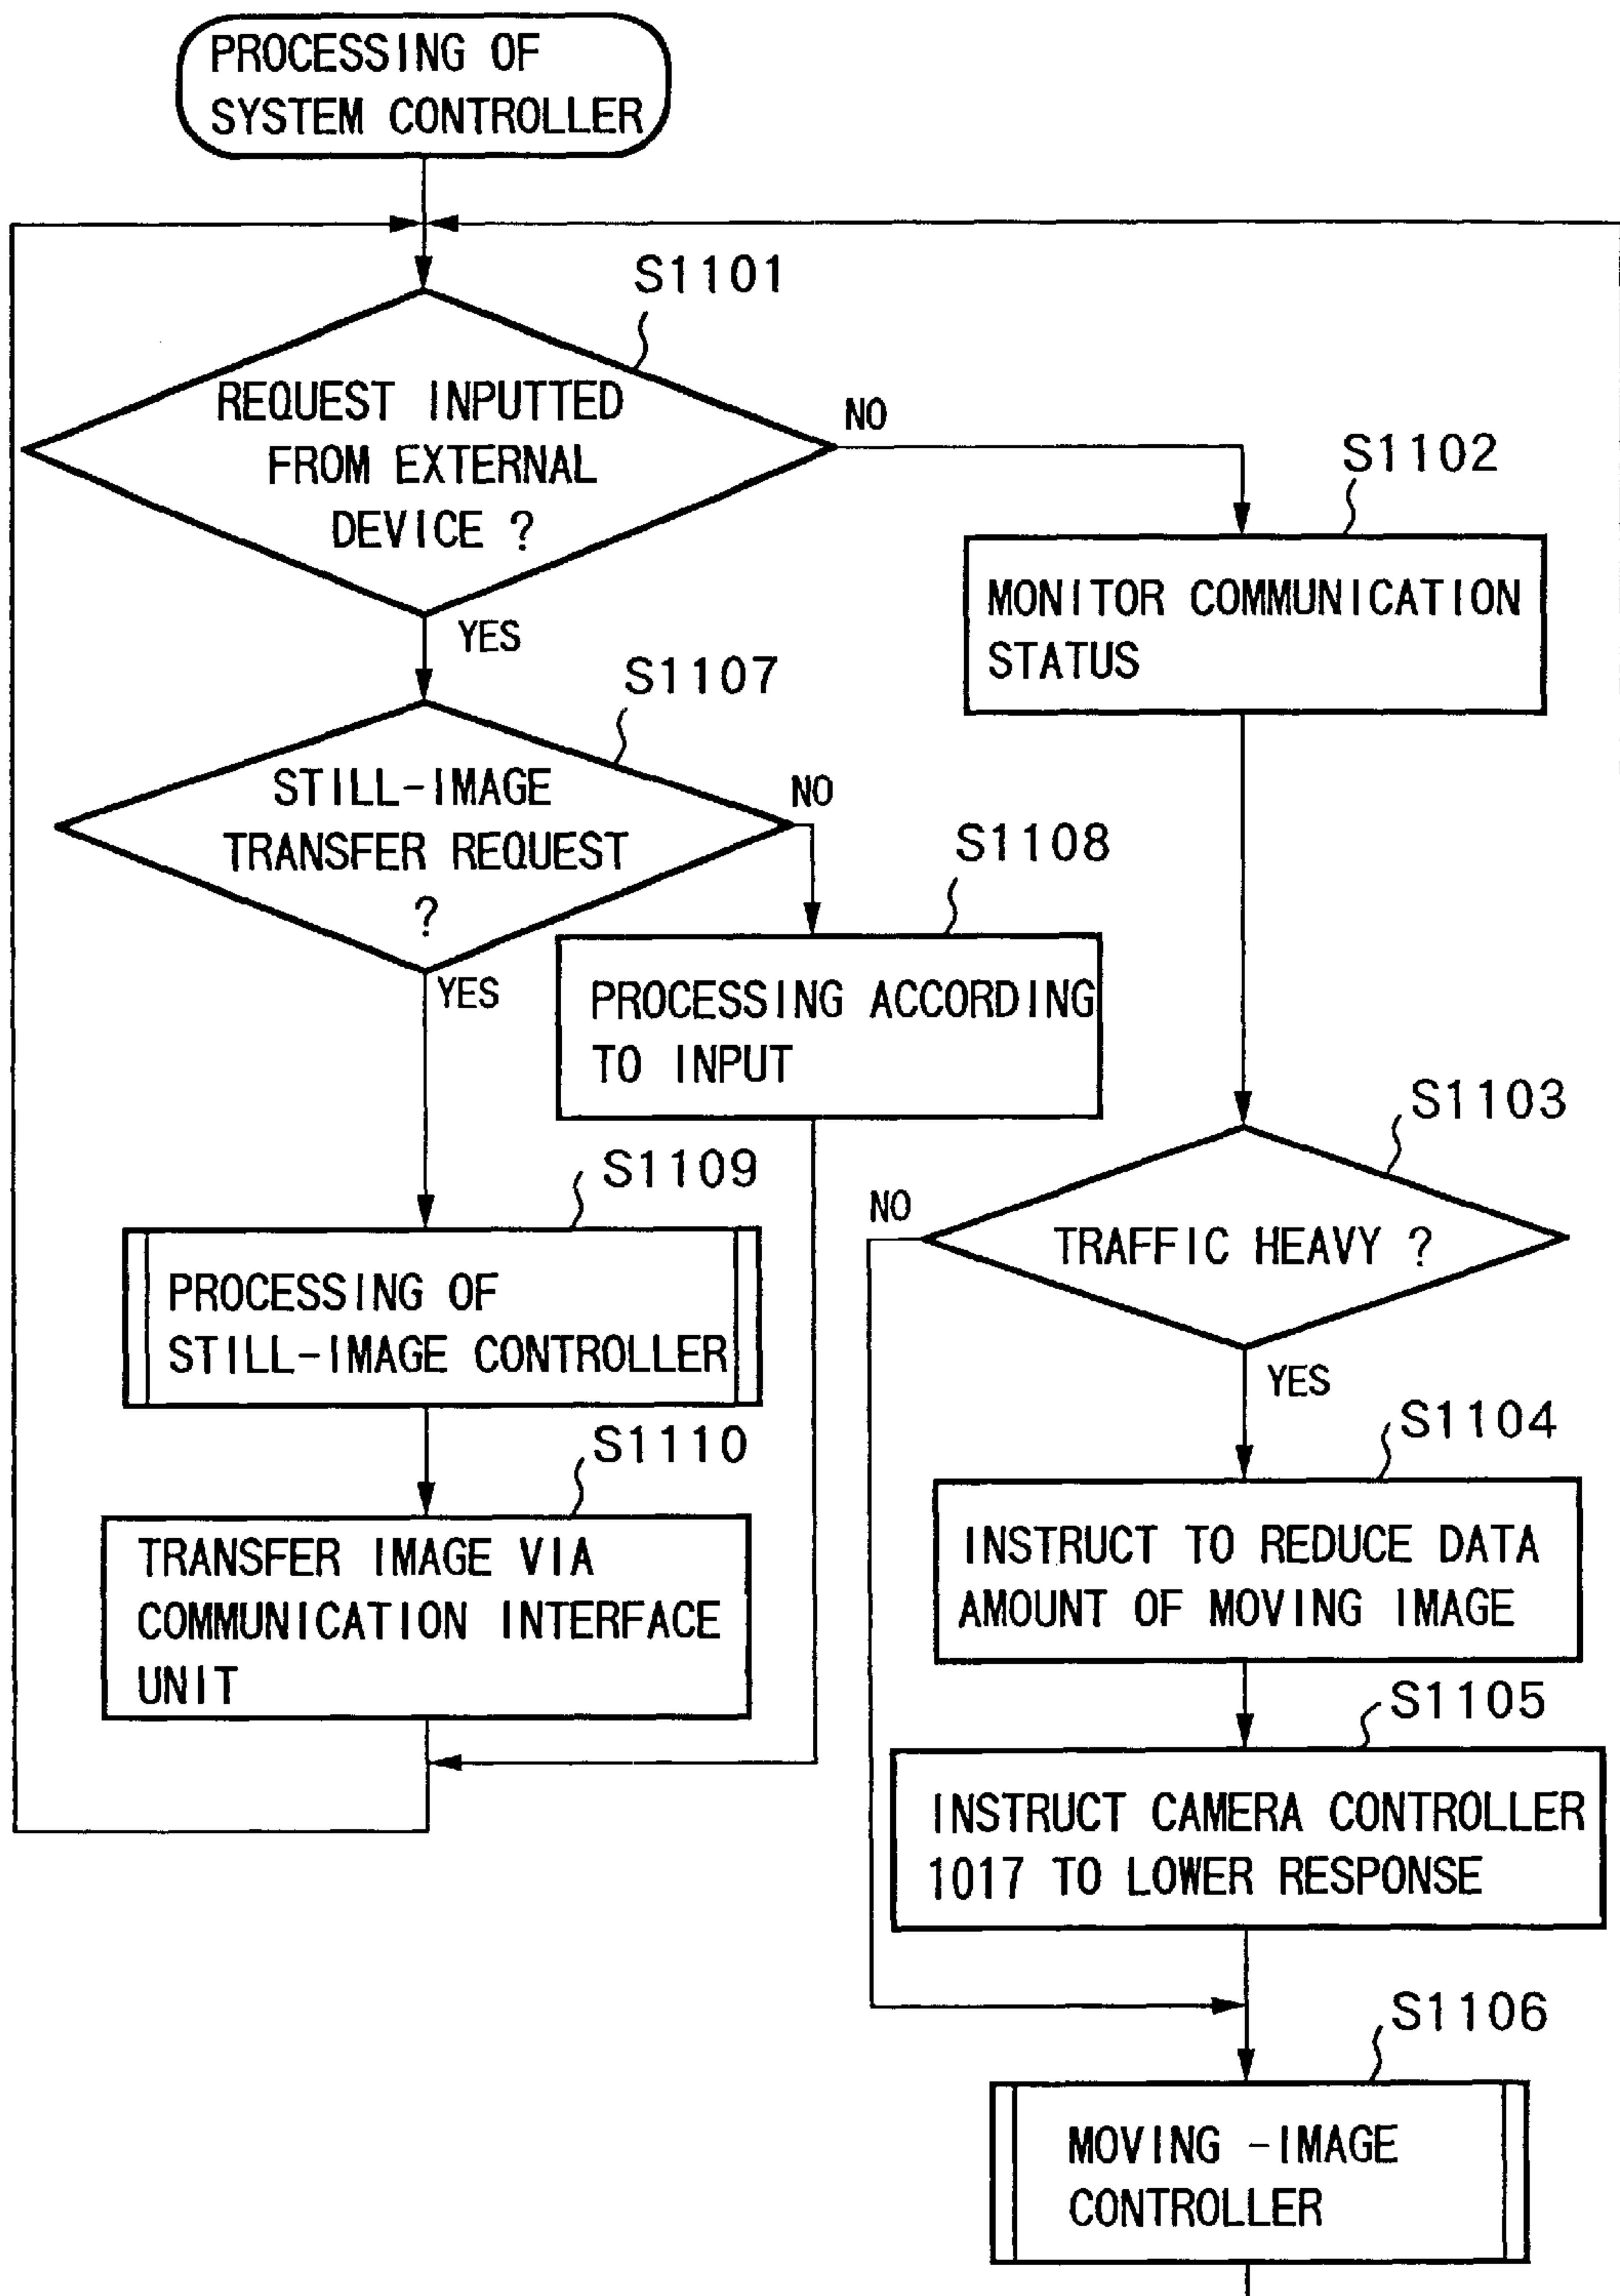 PROCESSING OF
SYSTEM CONTROLLER
S1101
REQUEST INPUTTED
FROM EXTERNAL
DEVICE ?
NO
YES
S1102
MONITOR COMMUNICATION
STATUS
S1107
STILL-IMAGE
TRANSFER REQUEST
?
NO
YES
S1108
PROCESSING ACCORDING
TO INPUT
S1103
TRAFFIC HEAVY ?
NO
YES
S1109
PROCESSING OF
STILL-IMAGE CONTROLLER
S1104
INSTRUCT TO REDUCE DATA
AMOUNT OF MOVING IMAGE
S1110
TRANSFER IMAGE VIA
COMMUNICATION INTERFACE
UNIT
S1105
INSTRUCT CAMERA CONTROLLER
1017 TO LOWER RESPONSE
S1106
MOVING -IMAGE
CONTROLLER